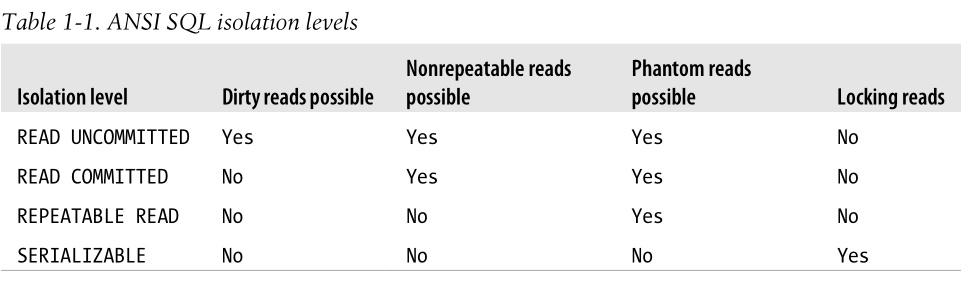 Table 1-1. ANSI SQL isolation levels
Isolation level Dirty reads possible Nonrepeatable reads possible Phantom reads possible Locking reads
READ UNCOMMITTED Yes Yes Yes No
READ COMMITTED No Yes Yes No
REPEATABLE READ No No Yes No
SERIALIZABLE No No No Yes